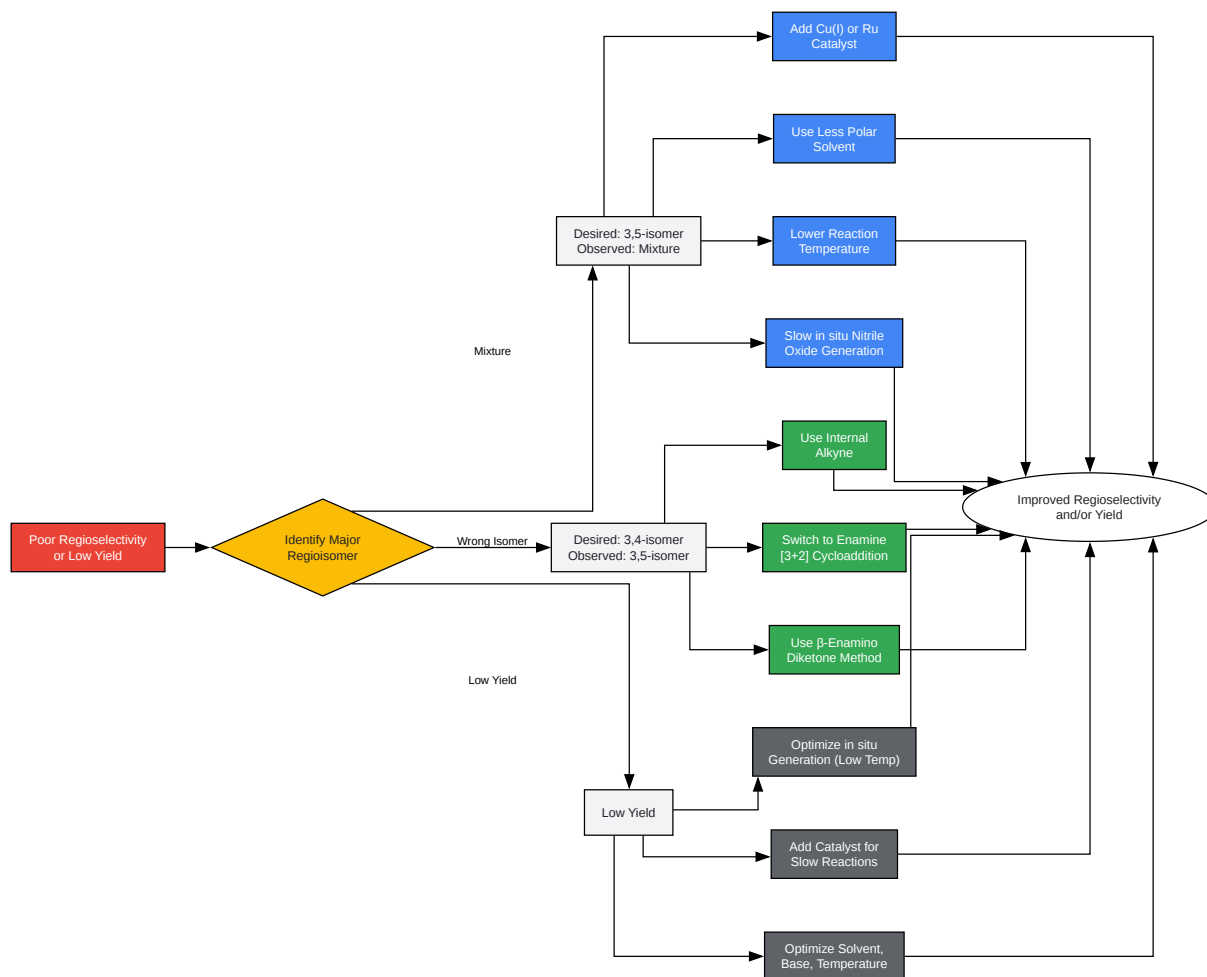 Add Cu(I) or Ru
Catalyst
Use Less Polar
Solvent
Desired: 3,5-isomer
Observed: Mixture
Lower Reaction
Temperature
Slow in situ Nitrile
Oxide Generation
Mixture
Use Internal
Alkyne
Improved Regioselectivity
and/or Yield
Poor Regioselectivity
or Low Yield
Identify Major
Regioisomer
Wrong Isomer
Desired: 3,4-isomer
Observed: 3,5-isomer
Switch to Enamine
[3+2] Cycloaddition
Use β-Enamino
Diketone Method
Low Yield
Optimize in situ
Generation (Low Temp)
Low Yield
Add Catalyst for
Slow Reactions
Optimize Solvent,
Base, Temperature